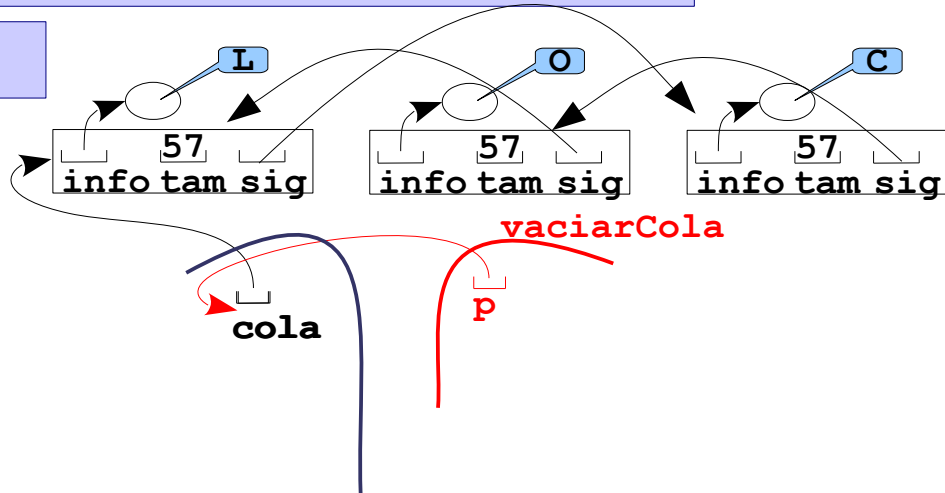 L O C
57 57 57
info tam sig info tam sig info tam sig
vaciarCola
p
cola